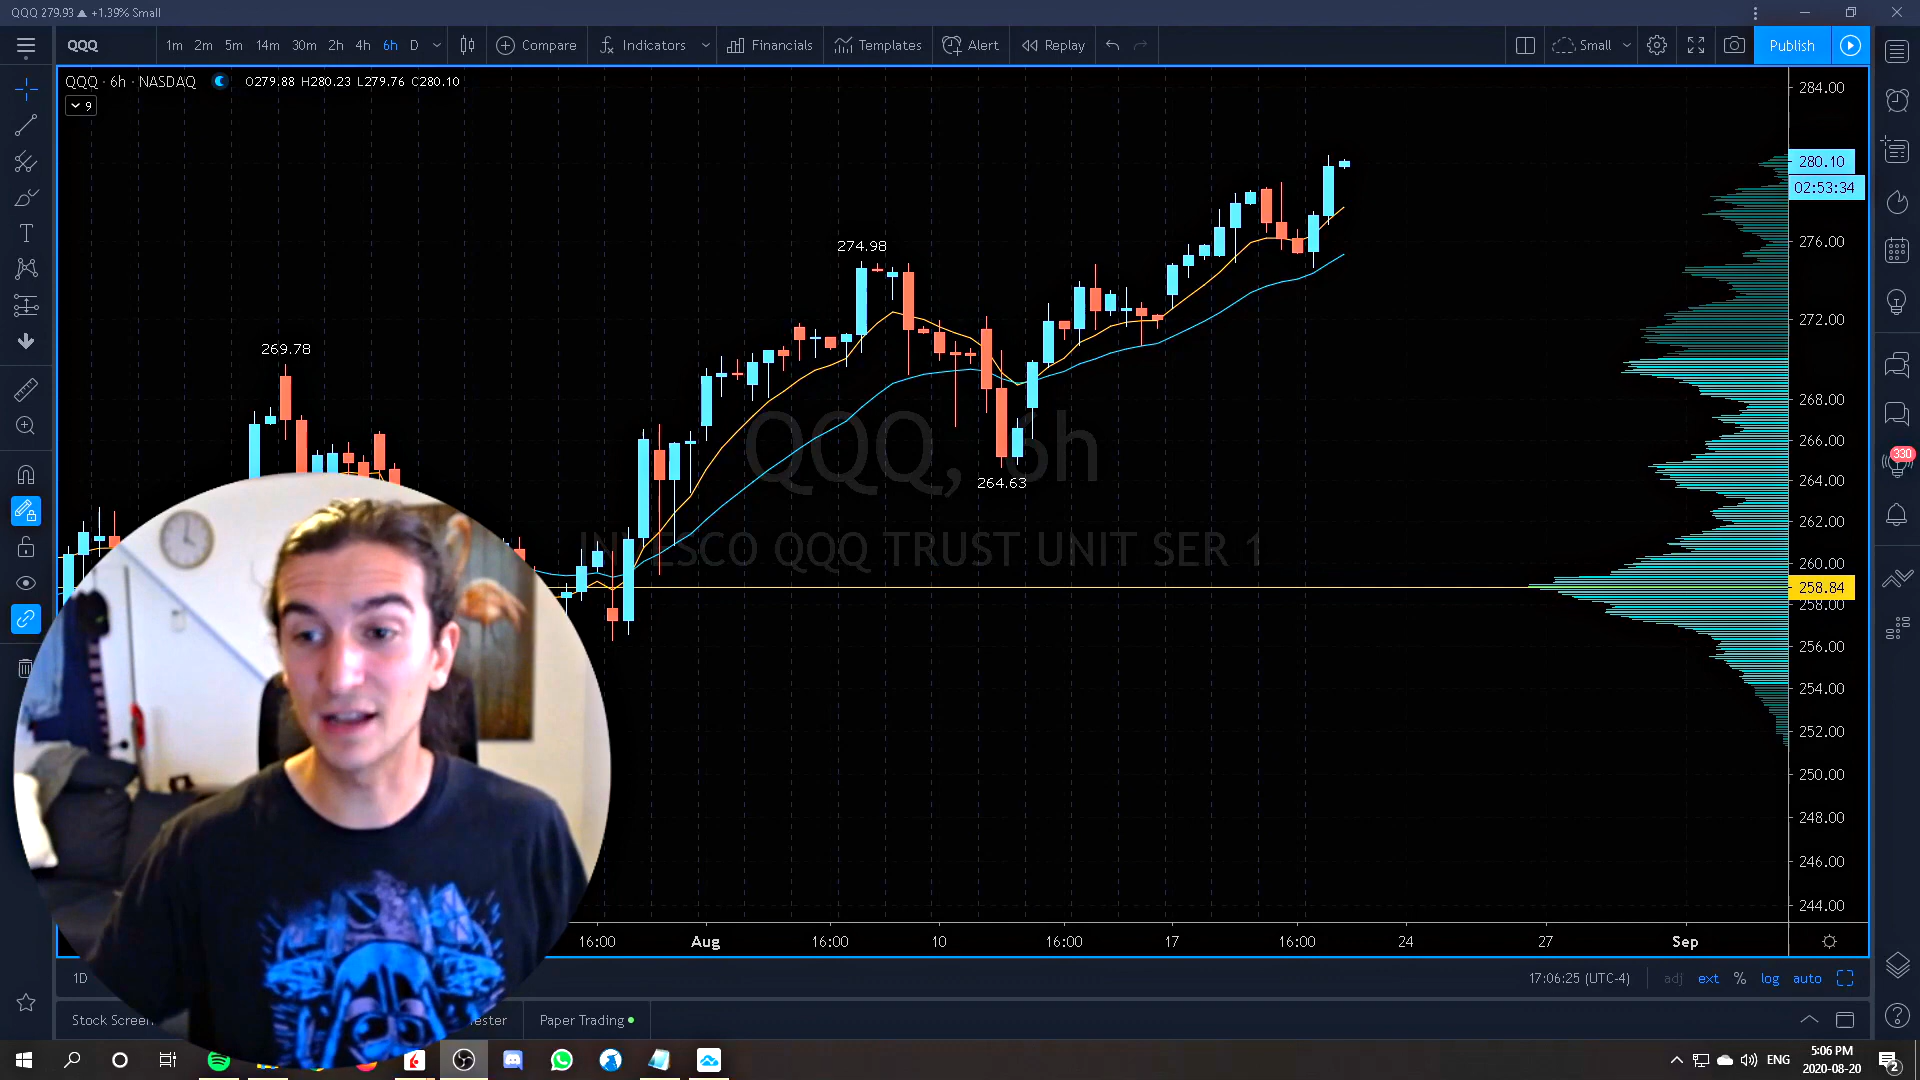 QQQ 279.93 ▲ +1.39% Small
QQQ
1m 2m 5m 14m 30m 2h 4h 6h D
Compare
Indicators
Financials
Templates
Alert
Replay
Small
Publish
QQQ · 6h · NASDAQ
O279.88 H280.23 L279.76 C280.10
9
284.00
280.10
02:53:34
276.00
272.00
268.00
266.00
264.00
262.00
260.00
258.84
258.00
256.00
254.00
252.00
250.00
248.00
246.00
244.00
274.98
269.78
264.63
QQQ, 6h
QQQ TRUST UNIT SER 1
330
16:00 Aug 16:00 10 16:00 17 16:00 24 27 Sep
1D
17:06:25 (UTC-4)
adj ext % log auto
Paper Trading
ENG
5:06 PM
2020-08-20
2